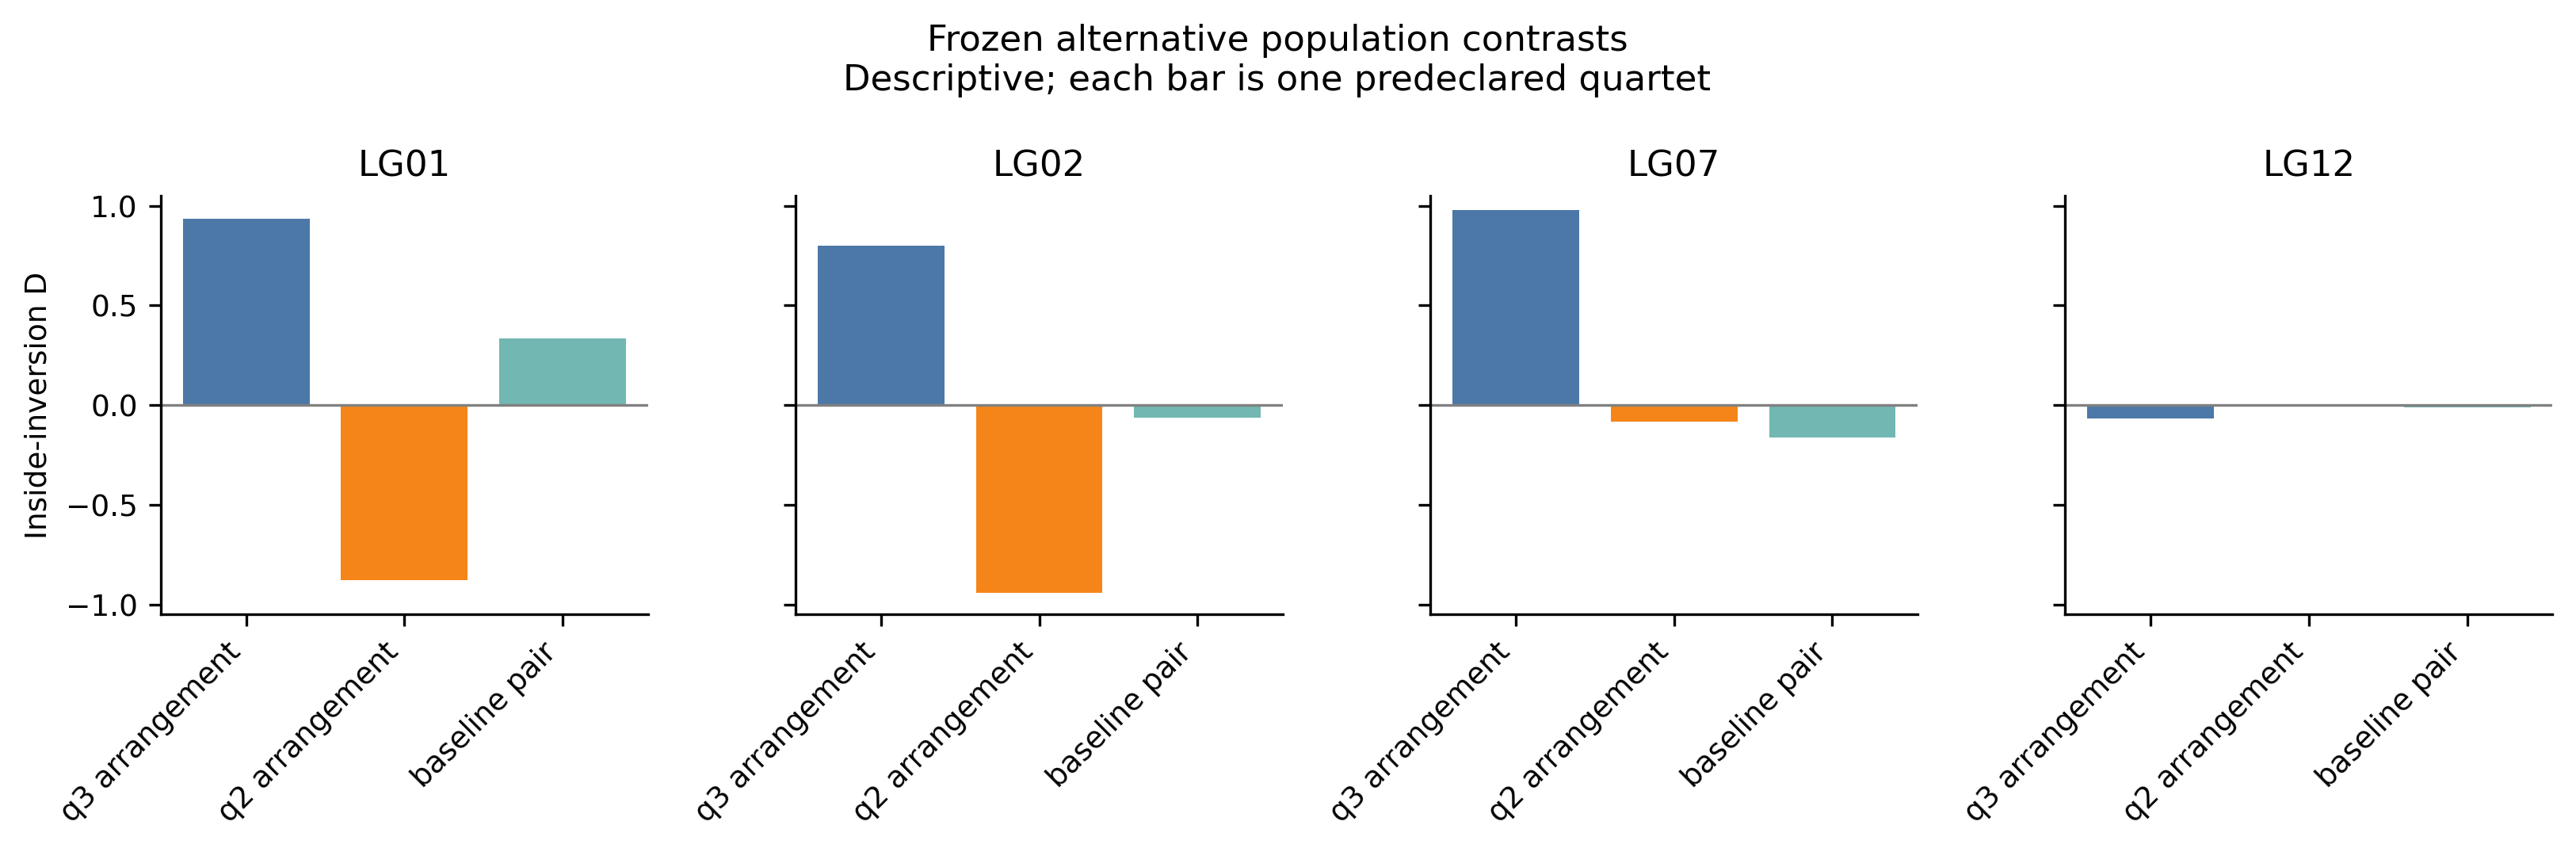 Frozen alternative population contrasts
Descriptive; each bar is one predeclared quartet
LG01
LG02
LG07
LG12
Inside-inversion D
1.0
0.5
0.0
−0.5
−1.0
q3 arrangement
q2 arrangement
baseline pair
q3 arrangement
q2 arrangement
baseline pair
q3 arrangement
q2 arrangement
baseline pair
q3 arrangement
q2 arrangement
baseline pair